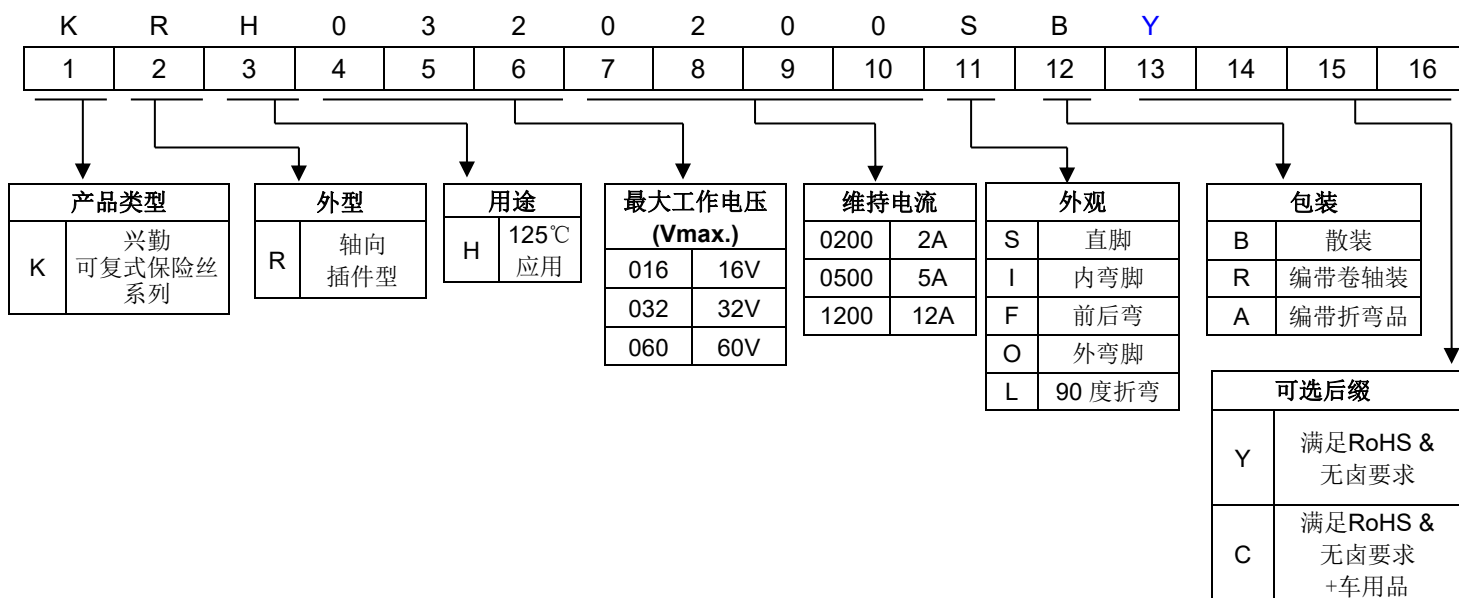 K R H 0 3 2 0 2 0 0 S B Y
1 2 3 4 5 6 7 8 9 10 11 12 13 14 15 16
产品类型
K 兴勤
可复式保险丝
系列
外型
R 轴向
插件型
用途
H 125℃
应用
最大工作电压
(Vmax.)
016 16V
032 32V
060 60V
维持电流
0200 2A
0500 5A
1200 12A
外观
S 直脚
I 内弯脚
F 前后弯
O 外弯脚
L 90 度折弯
包装
B 散装
R 编带卷轴装
A 编带折弯品
可选后缀
Y 满足RoHS &
无卤要求
C 满足RoHS &
无卤要求
+车用品